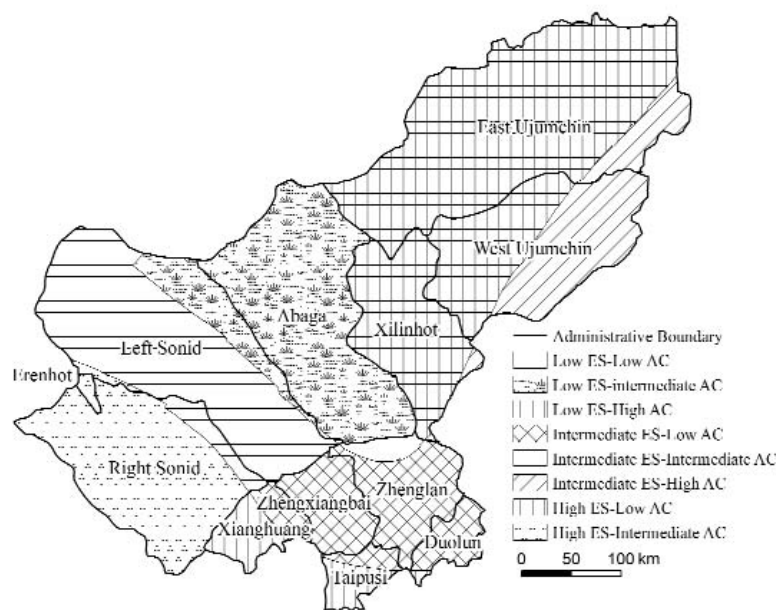 East Ujumchin
West Ujumchin
Abaga
Xilinhot
Left Sonid
Erenhot
Right Sonid
Zhenglan
Zhengxiangbai
Xianghuang
Duolun
Taipusi
Administrative Boundary
Low ES-Low AC
Low ES-intermediate AC
Low ES-High AC
Intermediate ES-Low AC
Intermediate ES-Intermediate AC
Intermediate ES-High AC
High ES-Low AC
High ES-Intermediate AC
0 50 100 km